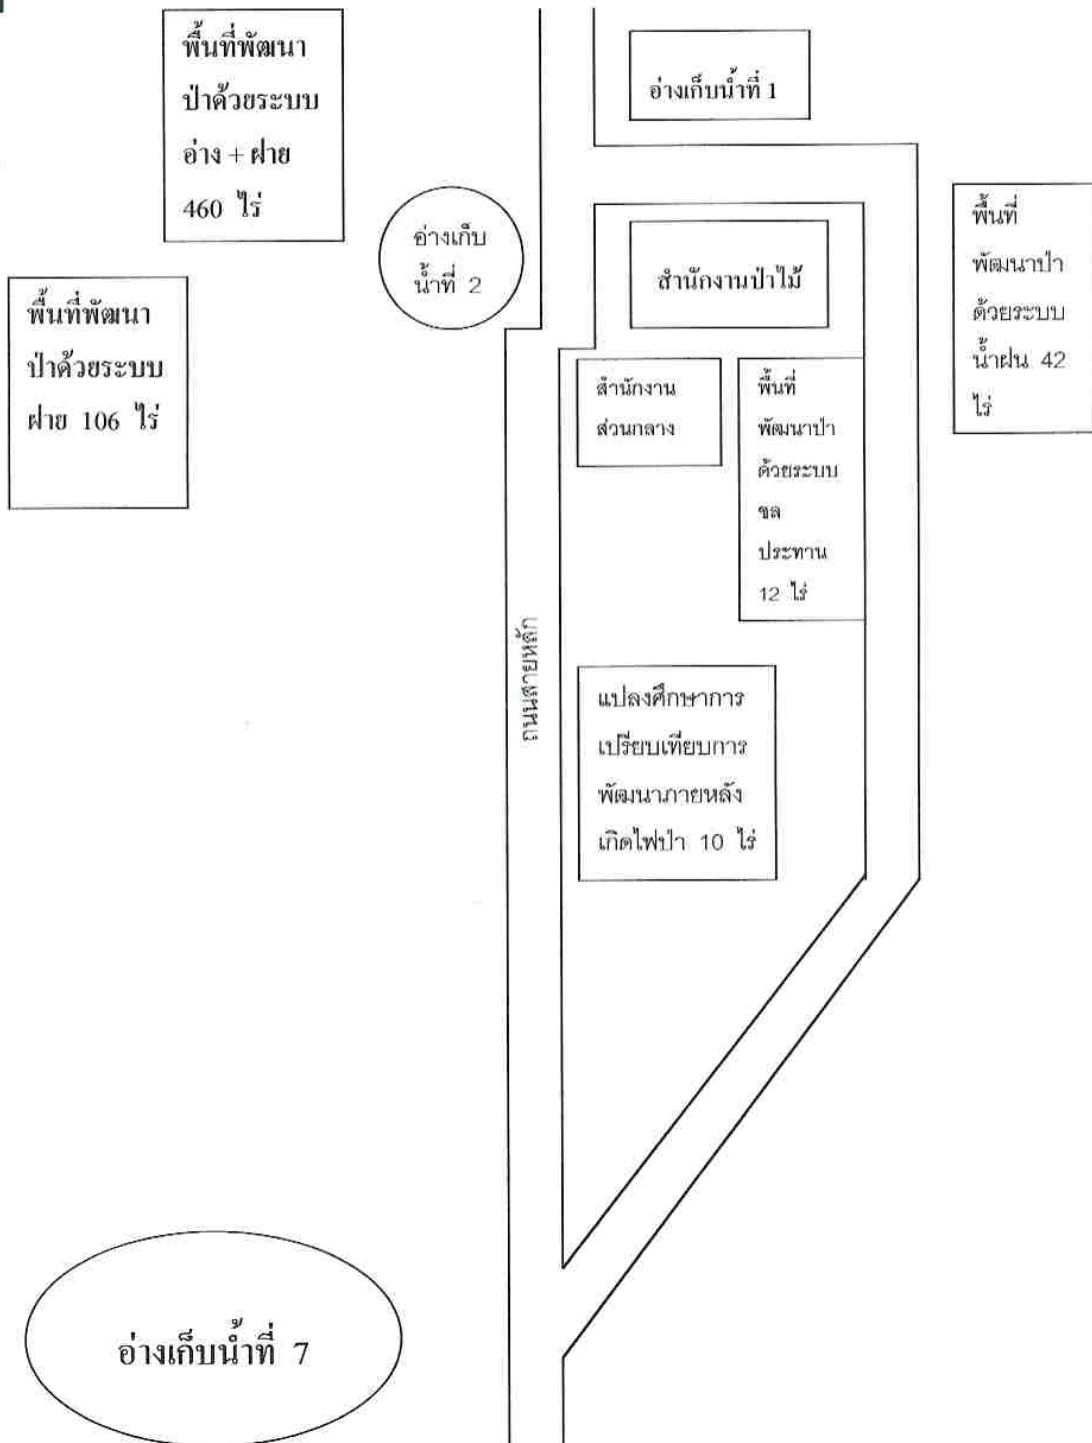 พื้นที่พัฒนา
ป่าด้วยระบบ
อ่าง + ฝาย
460 ไร่
อ่างเก็บน้ำที่ 1
อ่างเก็บ
น้ำที่ 2
สำนักงานป่าไม้
พื้นที่
พัฒนาป่า
ด้วยระบบ
น้ำฝน 42
ไร่
พื้นที่พัฒนา
ป่าด้วยระบบ
ฝาย 106 ไร่
สำนักงาน
ส่วนกลาง
พื้นที่
พัฒนาป่า
ด้วยระบบ
ชล
ประทาน
12 ไร่
ถนนสายหลัก
แปลงศึกษาการ
เปรียบเทียบการ
พัฒนาภายหลัง
เกิดไฟป่า 10 ไร่
อ่างเก็บน้ำที่ 7